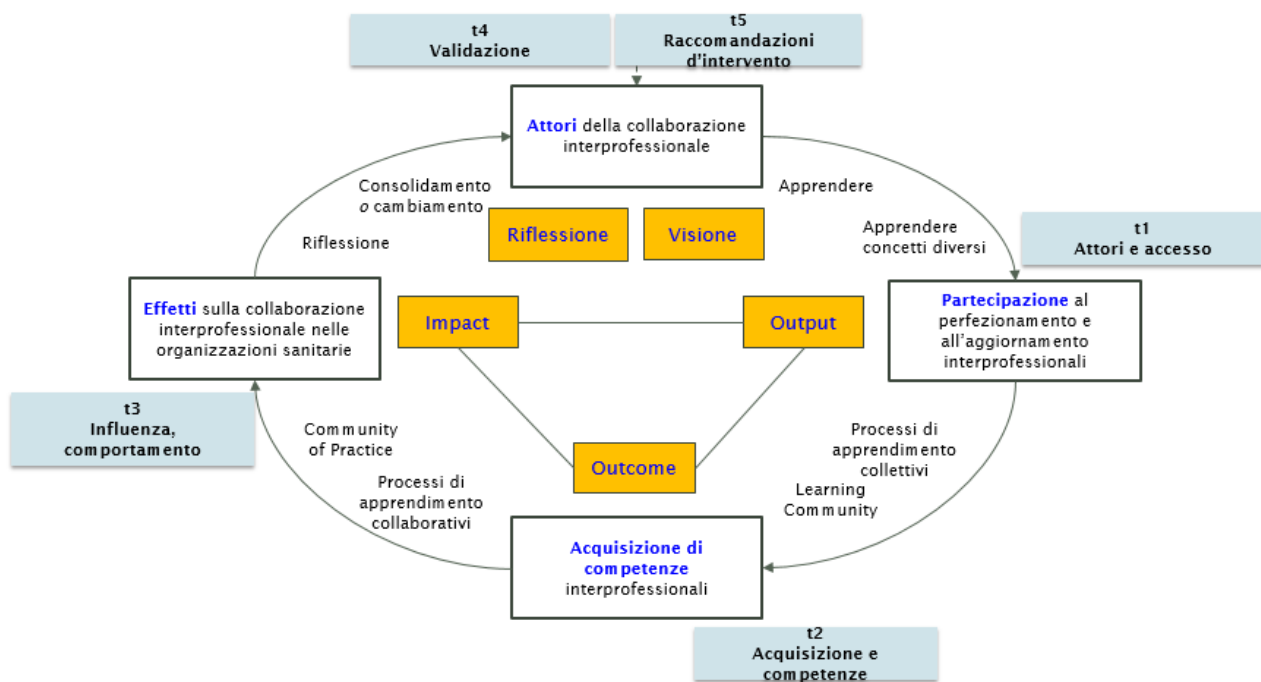 t4
Validazione
t5
Raccomandazioni
d'intervento
Attori della collaborazione
interprofessionale
Consolidamento
o cambiamento
Riflessione
Riflessione
Visione
Apprendere
Apprendere
concetti diversi
t1
Attori e accesso
Effetti sulla collaborazione
interprofessionale nelle
organizzazioni sanitarie
Impact
Output
Partecipazione al
perfezionamento e
all'aggiornamento
interprofessionali
t3
Influenza,
comportamento
Community
of Practice
Processi di
apprendimento
collaborativi
Outcome
Processi di
apprendimento
collettivi
Learning
Community
Acquisizione di
competenze
interprofessionali
t2
Acquisizione e
competenze